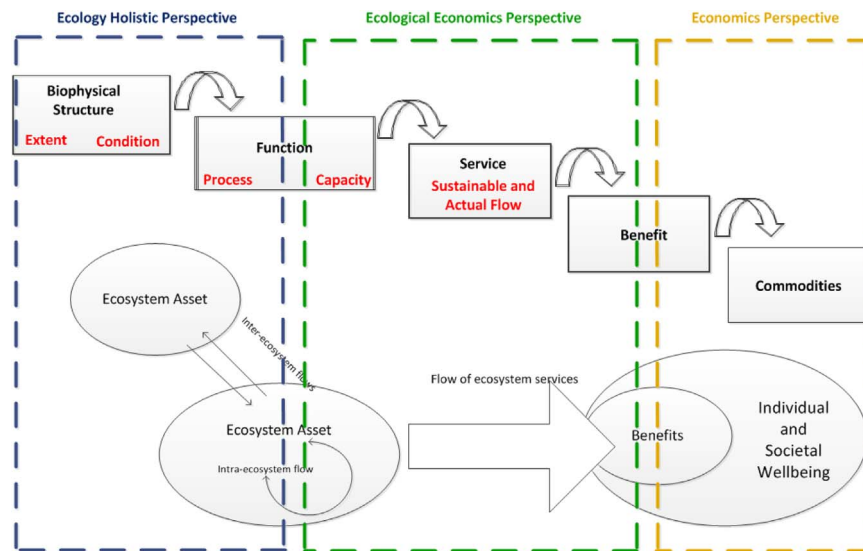 Ecology Holistic Perspective
Ecological Economics Perspective
Economics Perspective
Biophysical
Structure
Extent Condition
Function
Process Capacity
Service
Sustainable and
Actual Flow
Benefit
Commodities
Ecosystem Asset
Inter-ecosystem flows
Ecosystem Asset
Intra-ecosystem flow
Flow of ecosystem services
Benefits
Individual
and
Societal
Wellbeing